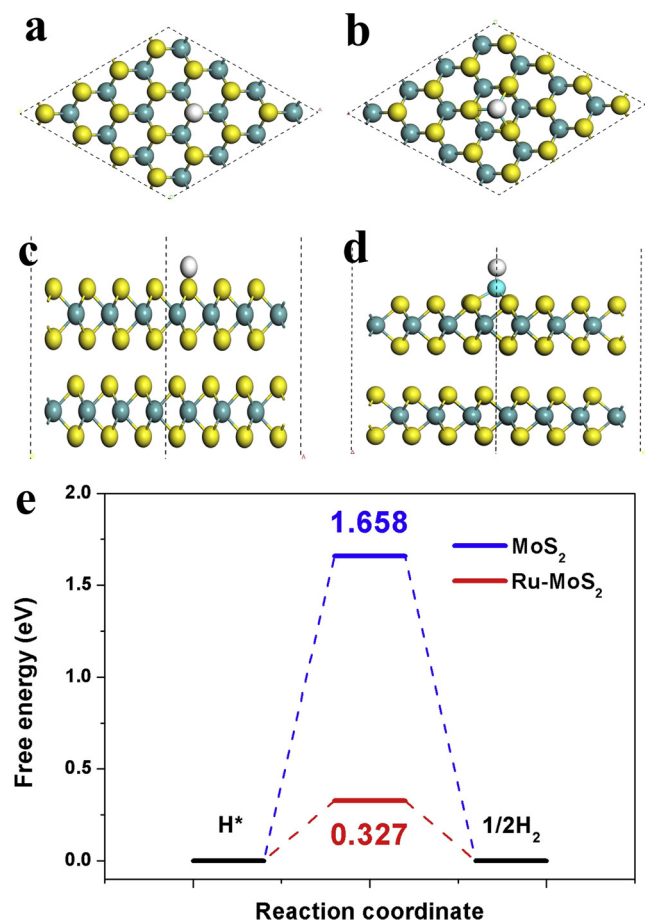 a
b
c
d
e
2.0
1.5
1.0
0.5
0.0
Free energy (eV)
1.658
MoS₂
Ru-MoS₂
H*
0.327
1/2H₂
Reaction coordinate